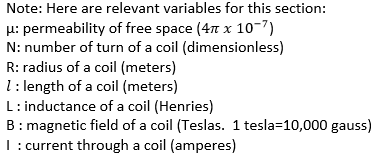 Note: Here are relevant variables for this section:
μ: permeability of free space (4π x 10⁻⁷)
N: number of turn of a coil (dimensionless)
R: radius of a coil (meters)
l : length of a coil (meters)
L : inductance of a coil (Henries)
B : magnetic field of a coil (Teslas.  1 tesla=10,000 gauss)
I  : current through a coil (amperes)